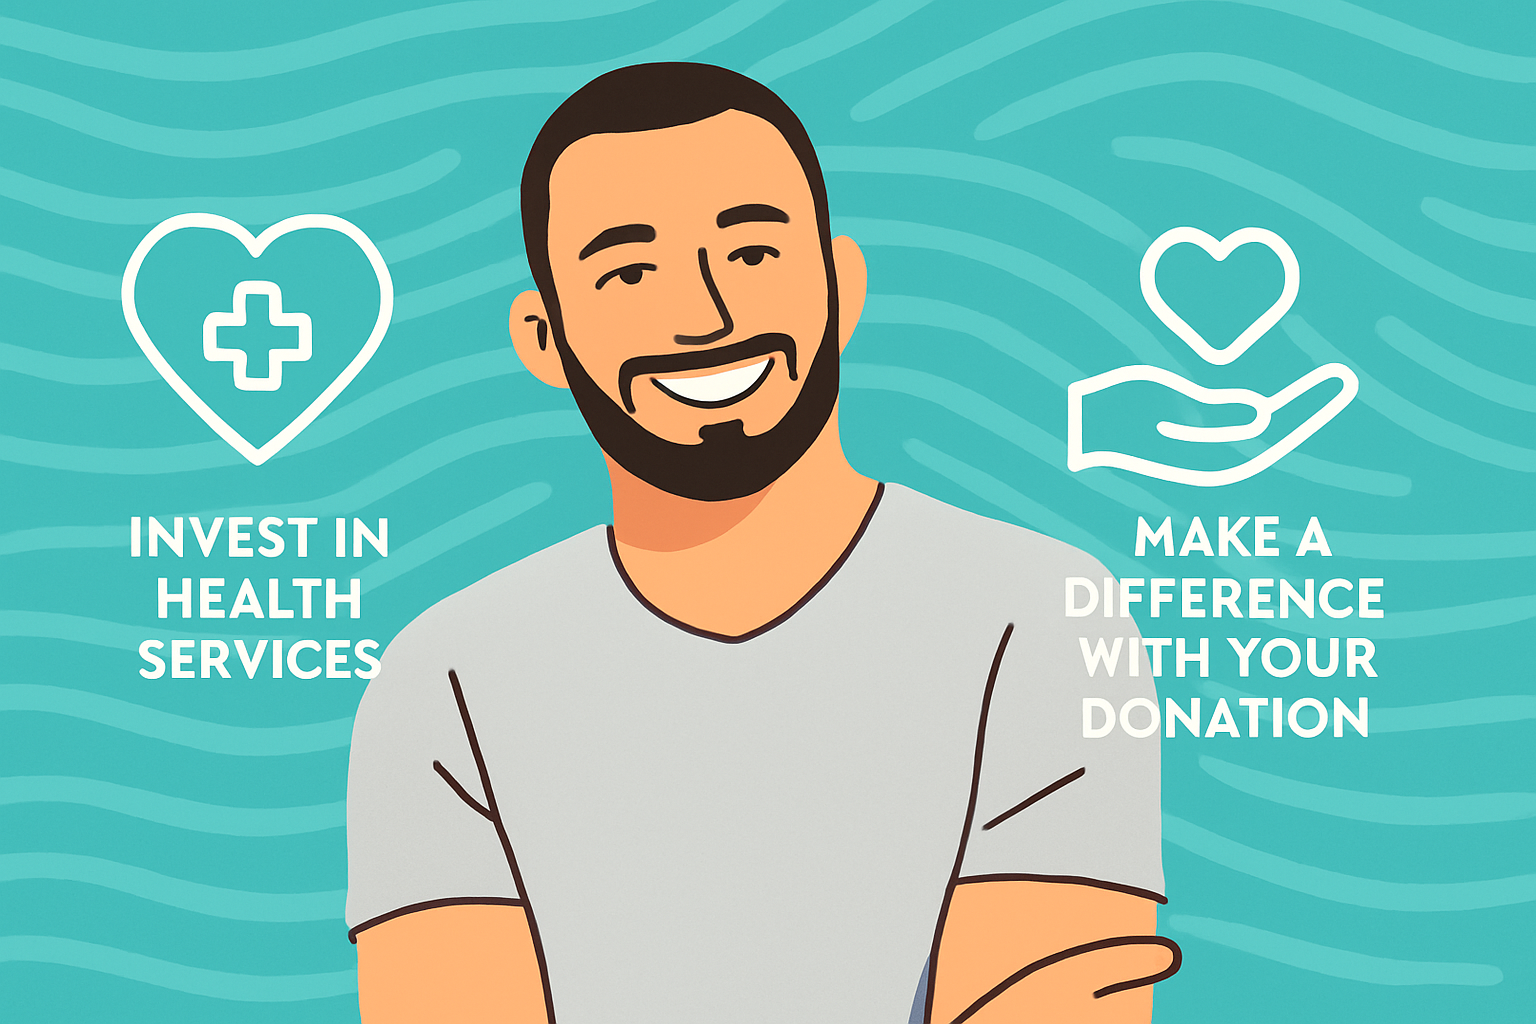 INVEST IN
HEALTH
SERVICES
MAKE A
DIFFERENCE
WITH YOUR
DONATION